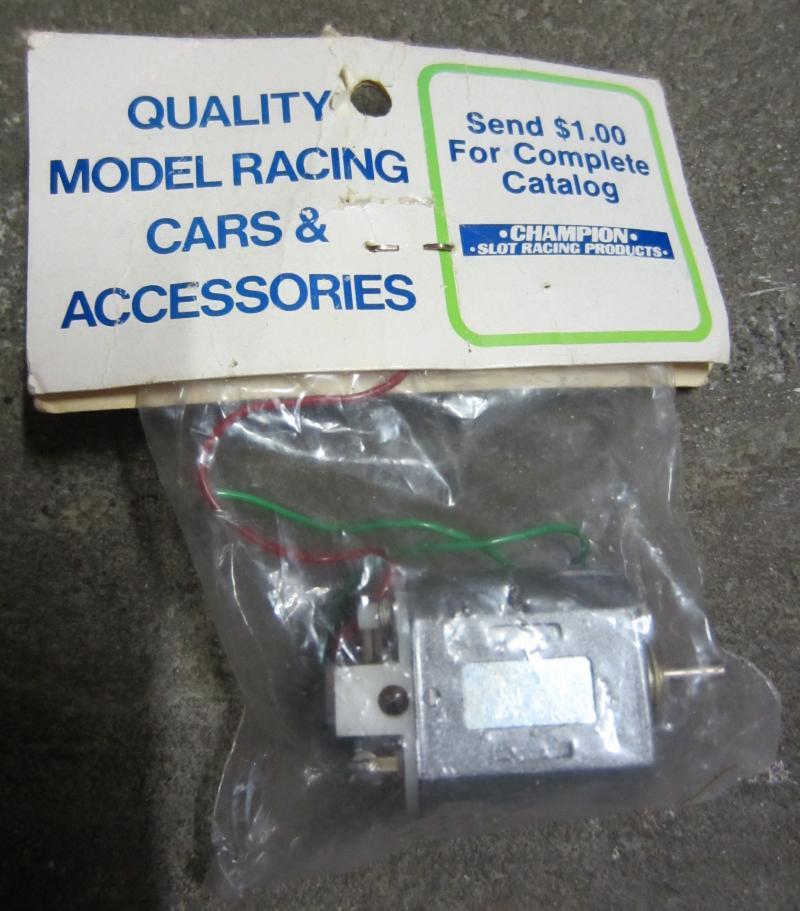 QUALITY
MODEL RACING
CARS &
ACCESSORIES
Send $1.00
For Complete
Catalog
•CHAMPION•
•SLOT RACING PRODUCTS•